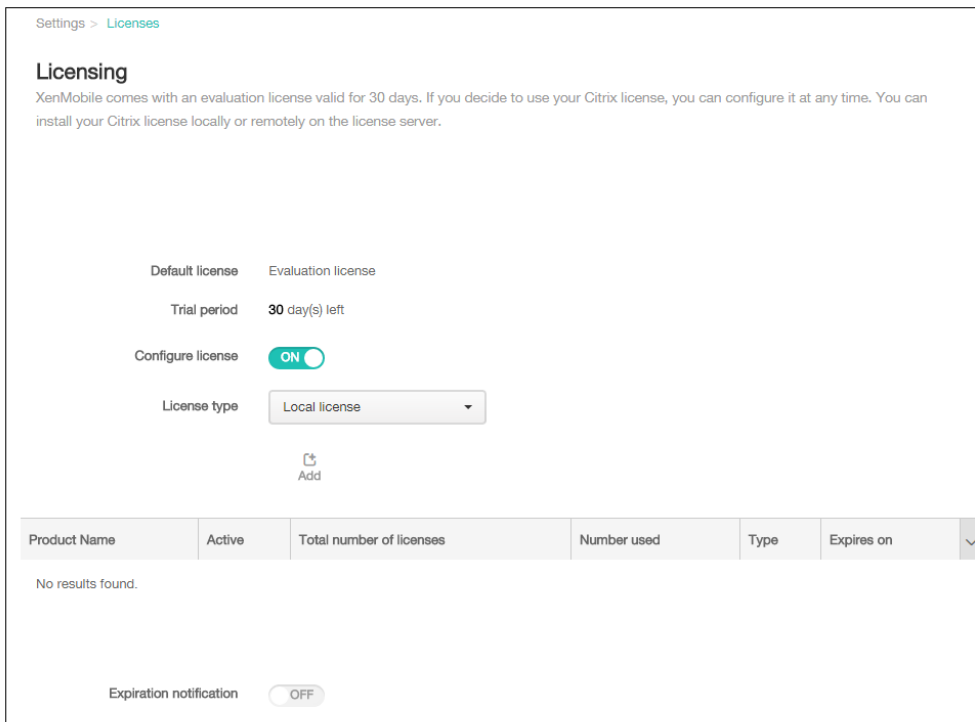 Settings > Licenses
Licensing
XenMobile comes with an evaluation license valid for 30 days. If you decide to use your Citrix license, you can configure it at any time. You can
install your Citrix license locally or remotely on the license server.
Default license Evaluation license
Trial period 30 day(s) left
Configure license ON
License type Local license
Add
Product Name Active Total number of licenses Number used Type Expires on
No results found.
Expiration notification OFF